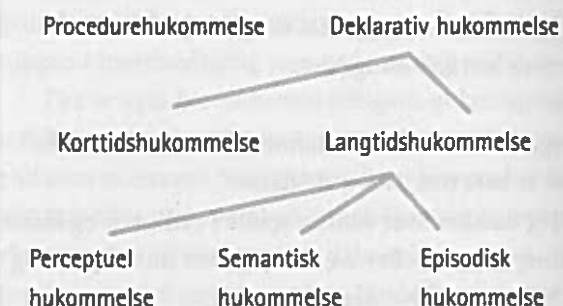 Procedurehukommelse Deklarativ hukommelse
Korttidshukommelse Langtidshukommelse
Perceptuel Semantisk Episodisk
hukommelse hukommelse hukommelse